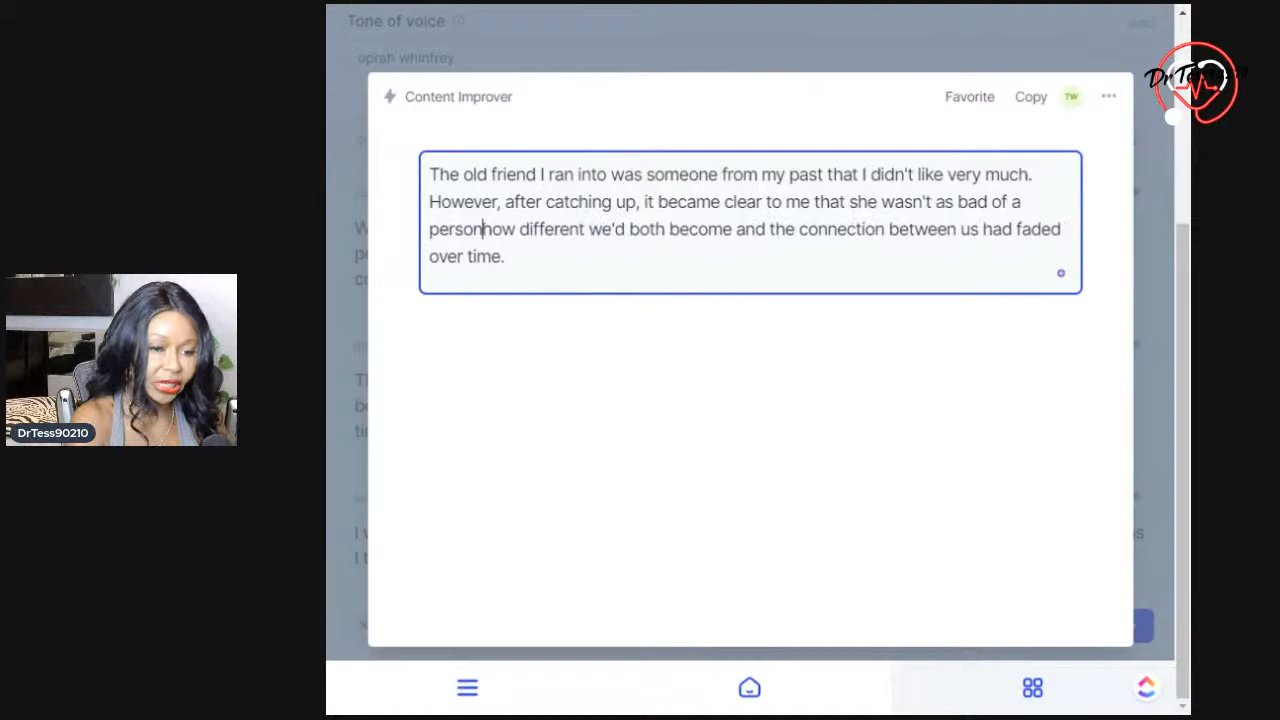 Tone of voice
oprah whinfrey
DrTess90210
Content Improver
Favorite
Copy
TW
The old friend I ran into was someone from my past that I didn't like very much.
However, after catching up, it became clear to me that she wasn't as bad of a
personhow different we'd both become and the connection between us had faded
over time.
DrTess90210